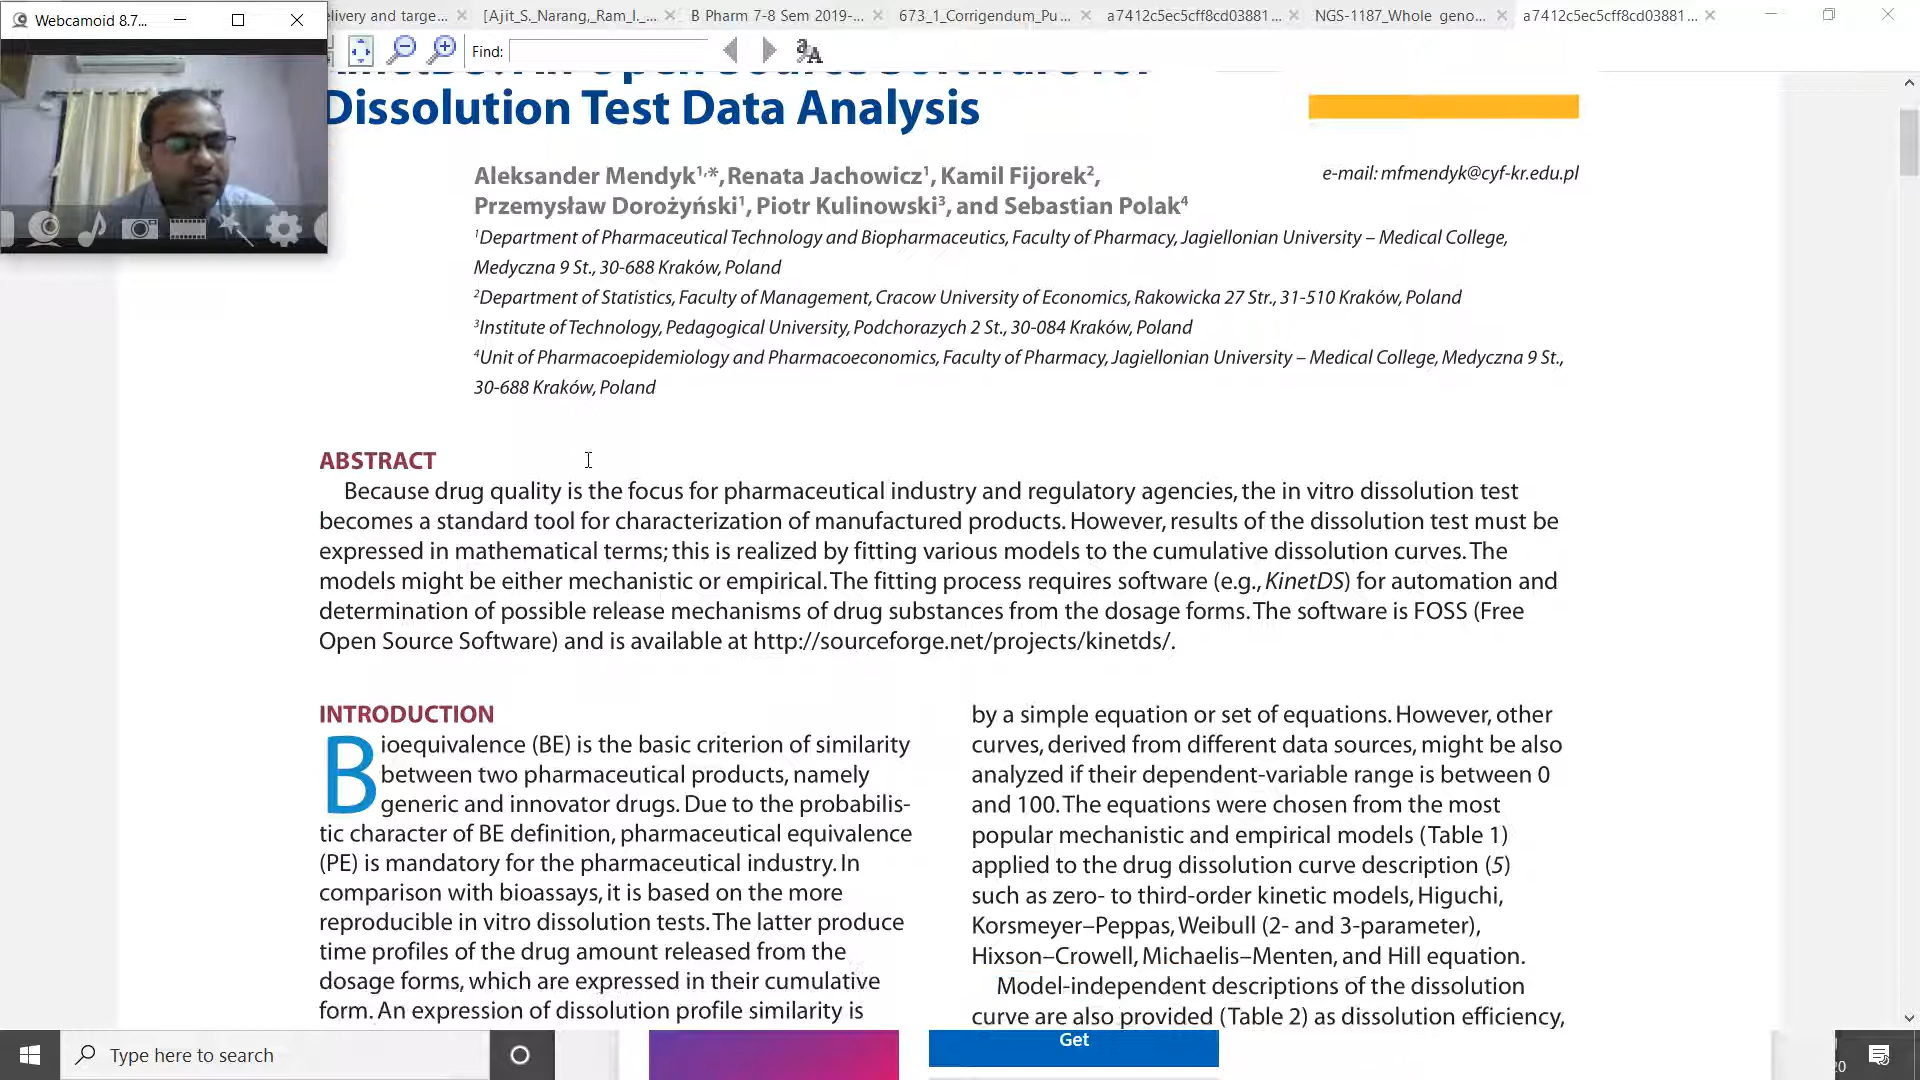 Webcamoid 8.7...
elivery and targe...
[Ajit_S._Narang,_Ram_I._...
B Pharm 7-8 Sem 2019-...
673_1_Corrigendum_Pu...
a7412c5ec5cff8cd03881...
NGS-1187_Whole geno...
a7412c5ec5cff8cd03881...
Find:
Dissolution Test Data Analysis
e-mail: mfmendyk@cyf-kr.edu.pl
Aleksander Mendyk1,*, Renata Jachowicz1, Kamil Fijorek2,
Przemysław Dorożyński1, Piotr Kulinowski3, and Sebastian Polak4
1Department of Pharmaceutical Technology and Biopharmaceutics, Faculty of Pharmacy, Jagiellonian University – Medical College,
Medyczna 9 St., 30-688 Kraków, Poland
2Department of Statistics, Faculty of Management, Cracow University of Economics, Rakowicka 27 Str., 31-510 Kraków, Poland
3Institute of Technology, Pedagogical University, Podchorazych 2 St., 30-084 Kraków, Poland
4Unit of Pharmacoepidemiology and Pharmacoeconomics, Faculty of Pharmacy, Jagiellonian University – Medical College, Medyczna 9 St.,
30-688 Kraków, Poland
ABSTRACT
Because drug quality is the focus for pharmaceutical industry and regulatory agencies, the in vitro dissolution test
becomes a standard tool for characterization of manufactured products. However, results of the dissolution test must be
expressed in mathematical terms; this is realized by fitting various models to the cumulative dissolution curves. The
models might be either mechanistic or empirical. The fitting process requires software (e.g., KinetDS) for automation and
determination of possible release mechanisms of drug substances from the dosage forms. The software is FOSS (Free
Open Source Software) and is available at http://sourceforge.net/projects/kinetds/.
INTRODUCTION
Bioequivalence (BE) is the basic criterion of similarity
between two pharmaceutical products, namely
generic and innovator drugs. Due to the probabilis-
tic character of BE definition, pharmaceutical equivalence
(PE) is mandatory for the pharmaceutical industry. In
comparison with bioassays, it is based on the more
reproducible in vitro dissolution tests. The latter produce
time profiles of the drug amount released from the
dosage forms, which are expressed in their cumulative
form. An expression of dissolution profile similarity is
by a simple equation or set of equations. However, other
curves, derived from different data sources, might be also
analyzed if their dependent-variable range is between 0
and 100. The equations were chosen from the most
popular mechanistic and empirical models (Table 1)
applied to the drug dissolution curve description (5)
such as zero- to third-order kinetic models, Higuchi,
Korsmeyer–Peppas, Weibull (2- and 3-parameter),
Hixson–Crowell, Michaelis–Menten, and Hill equation.
Model-independent descriptions of the dissolution
curve are also provided (Table 2) as dissolution efficiency,
Type here to search
Get
20